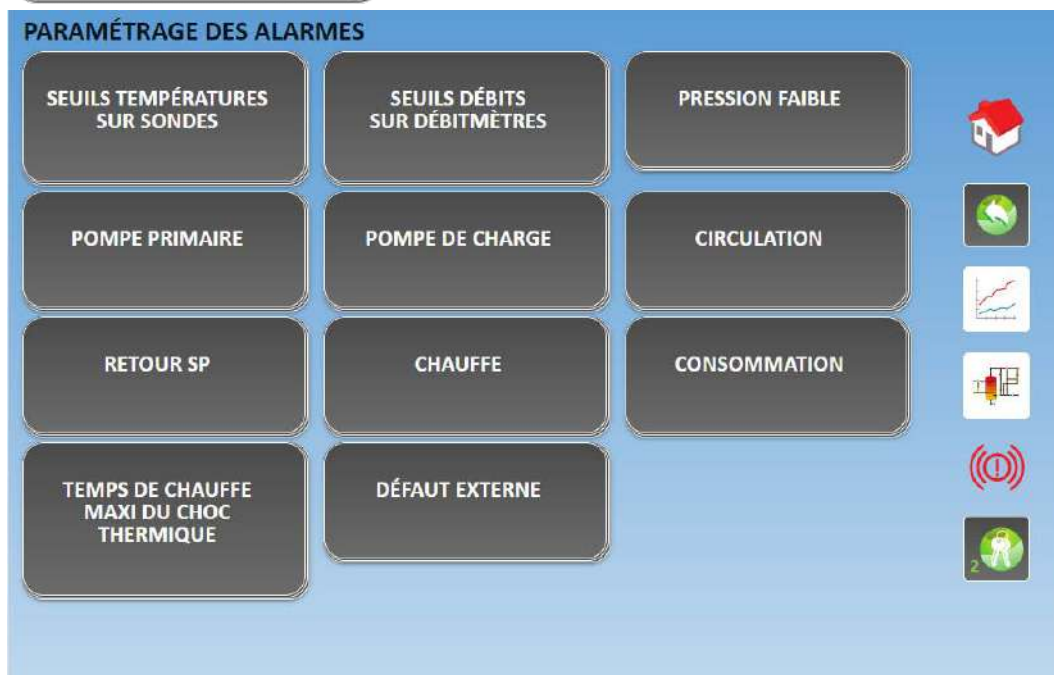 PARAMÉTRAGE DES ALARMES
SEUILS TEMPÉRATURES
SUR SONDES
SEUILS DÉBITS
SUR DÉBITMÈTRES
PRESSION FAIBLE
POMPE PRIMAIRE
POMPE DE CHARGE
CIRCULATION
RETOUR SP
CHAUFFE
CONSOMMATION
TEMPS DE CHAUFFE
MAXI DU CHOC
THERMIQUE
DÉFAUT EXTERNE
2